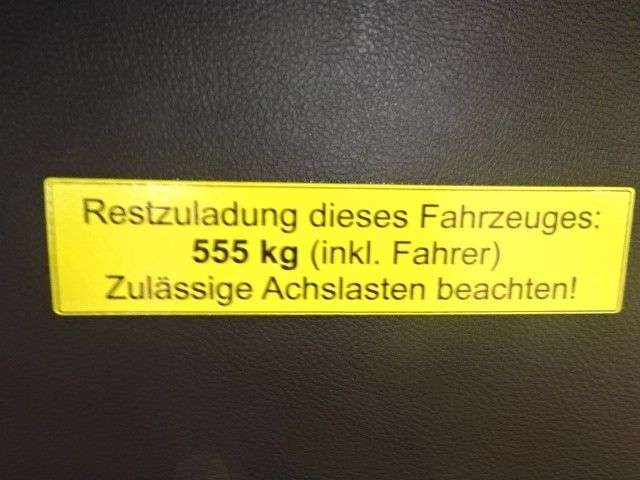 Restzuladung dieses Fahrzeuges:
555 kg (inkl. Fahrer)
Zulässige Achslasten beachten!